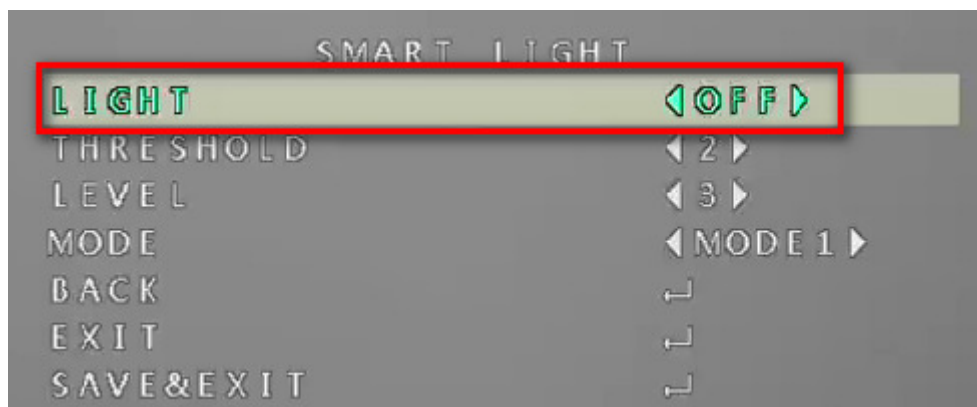 SMART LIGHT
LIGHT OFF
THRESHOLD 2
LEVEL 3
MODE MODE1
BACK
EXIT
SAVE&EXIT